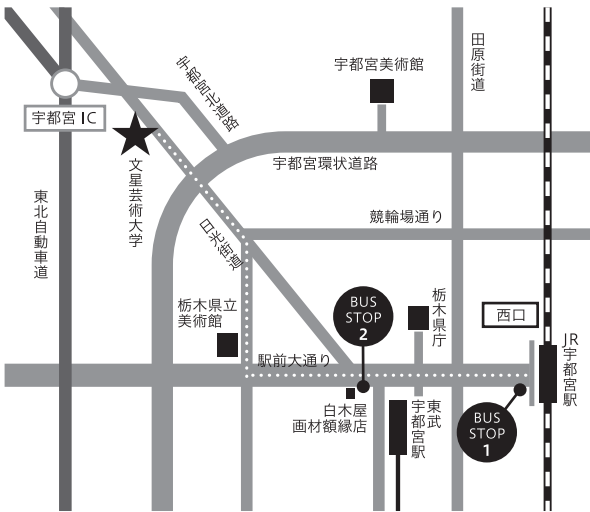 田原街道
宇都宮美術館
宇都宮北道路
宇都宮 IC
宇都宮環状道路
文星芸術大学
東北自動車道
競輪場通り
日光街道
栃木県立
美術館
BUS
STOP
2
栃木県庁
西口
駅前大通り
JR
宇都宮駅
白木屋
画材額縁店
東武
宇都宮駅
BUS
STOP
1